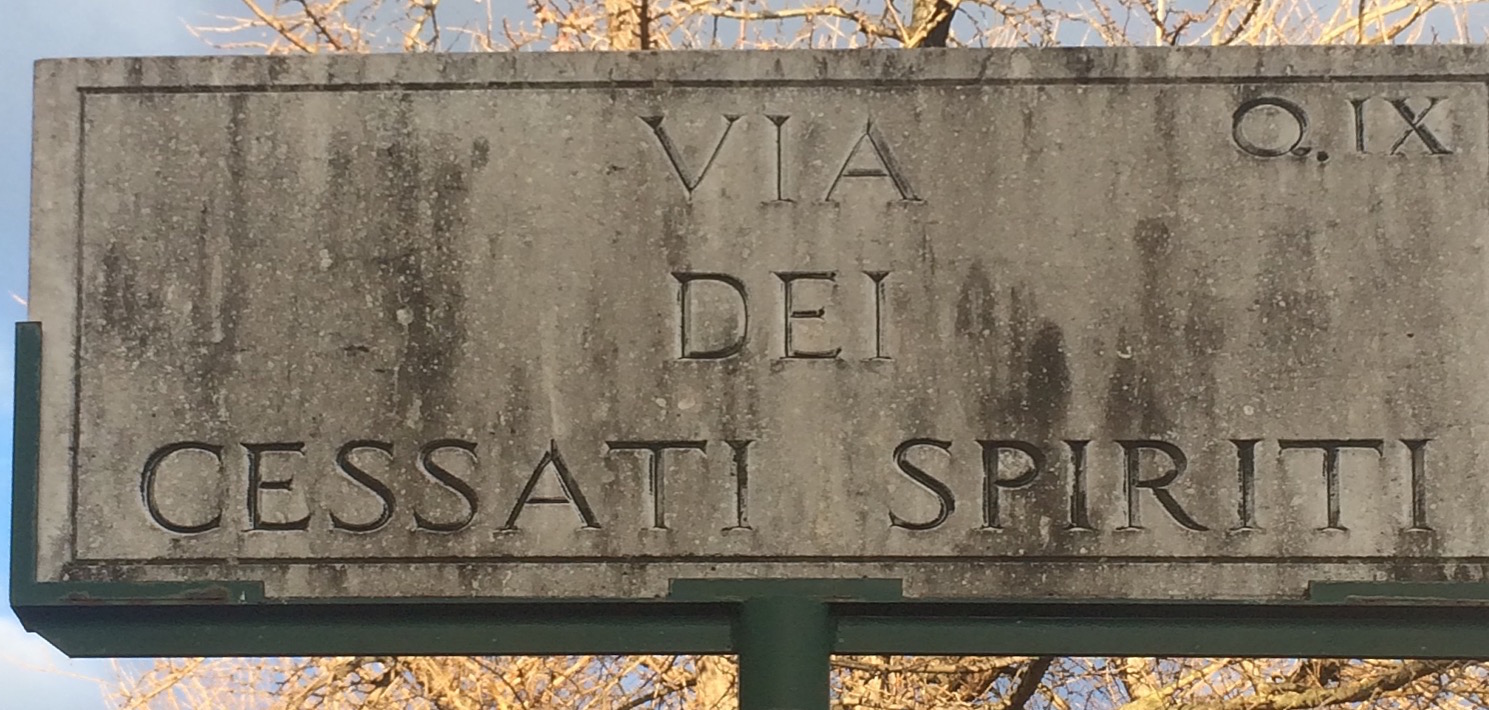 Q. IX
VIA
DEI
CESSATI SPIRITI